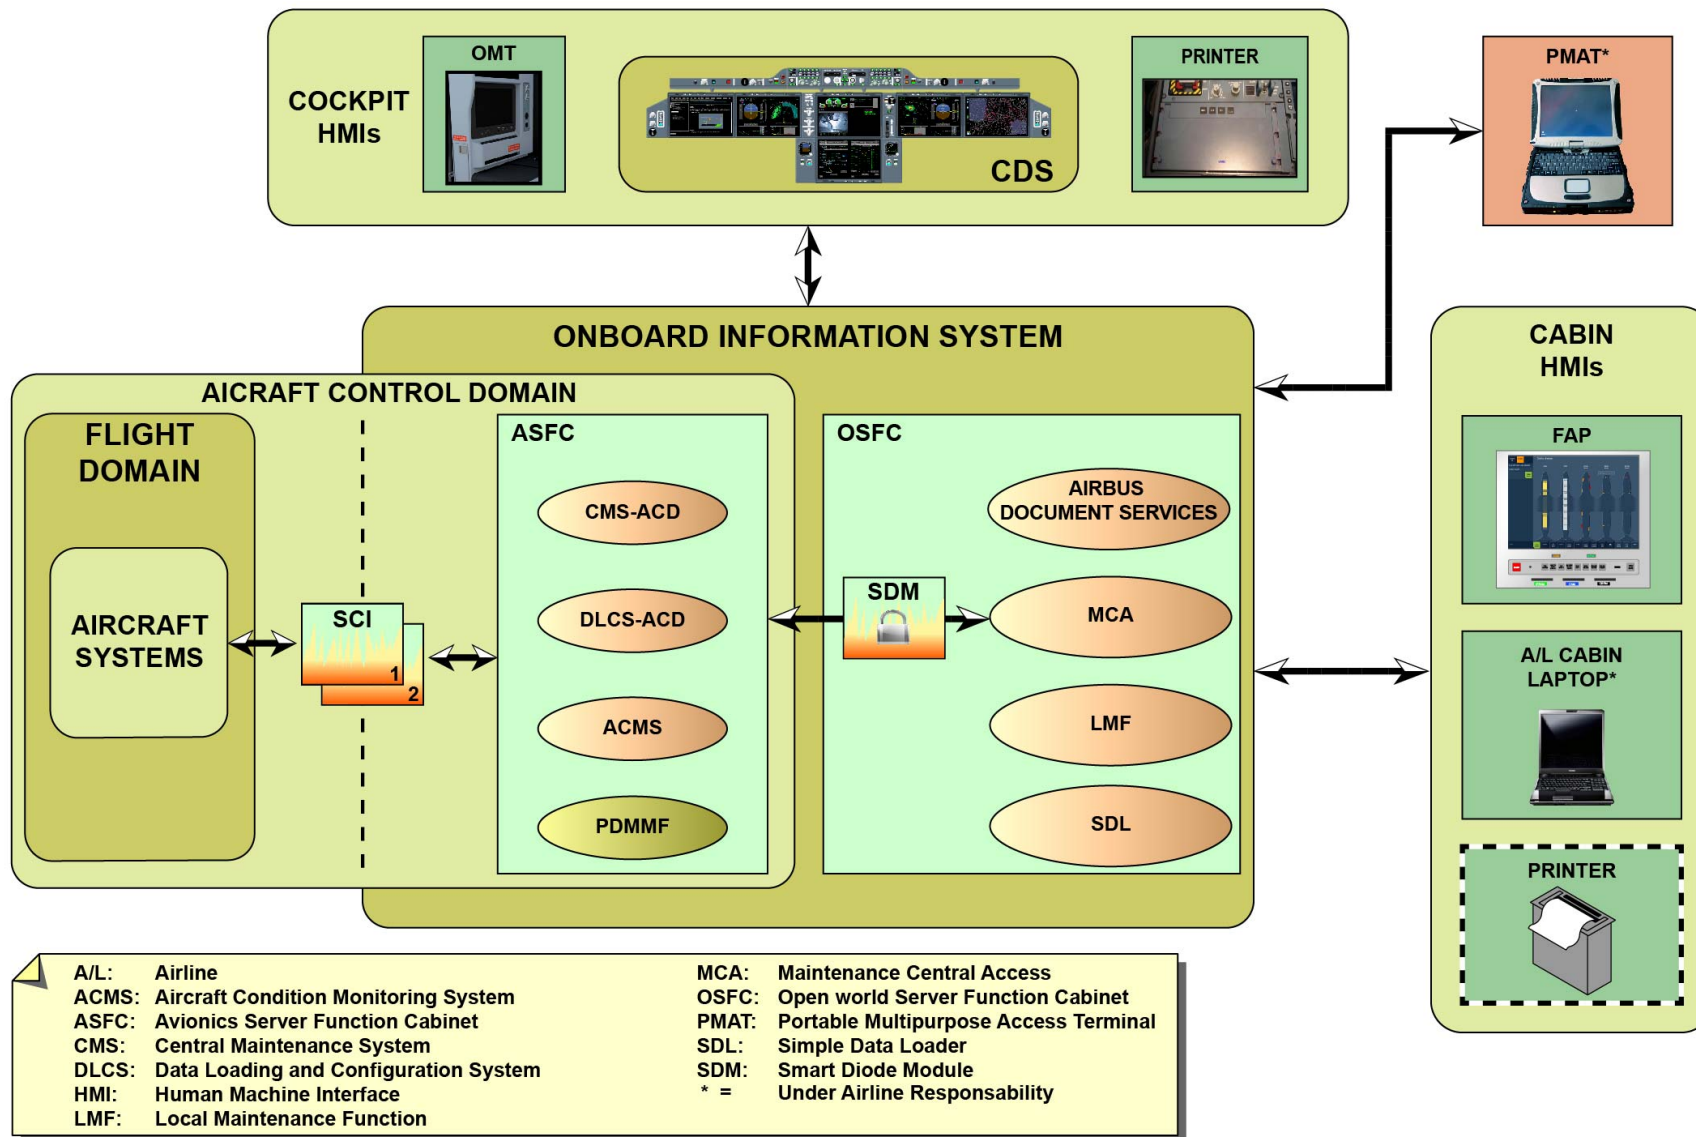 OMT
COCKPIT
HMIs
CDS
PRINTER
PMAT*
ONBOARD INFORMATION SYSTEM
AICRAFT CONTROL DOMAIN
FLIGHT
DOMAIN
AIRCRAFT
SYSTEMS
SCI
1
2
ASFC
CMS-ACD
DLCS-ACD
ACMS
PDMMF
OSFC
SDM
AIRBUS
DOCUMENT SERVICES
MCA
LMF
SDL
CABIN
HMIs
FAP
A/L CABIN
LAPTOP*
PRINTER
A/L: Airline
ACMS: Aircraft Condition Monitoring System
ASFC: Avionics Server Function Cabinet
CMS: Central Maintenance System
DLCS: Data Loading and Configuration System
HMI: Human Machine Interface
LMF: Local Maintenance Function
MCA: Maintenance Central Access
OSFC: Open world Server Function Cabinet
PMAT: Portable Multipurpose Access Terminal
SDL: Simple Data Loader
SDM: Smart Diode Module
* = Under Airline Responsability